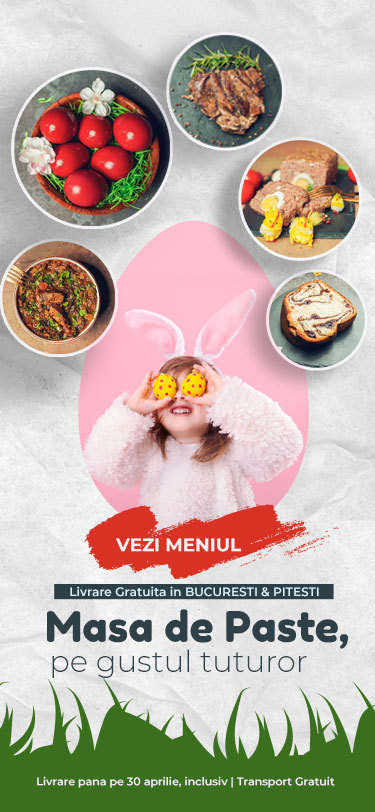 VEZI MENIUL
Livrare Gratuita in BUCURESTI & PITESTI
Masa de Paste,
pe gustul tuturor
Livrare pana pe 30 aprilie, inclusiv | Transport Gratuit